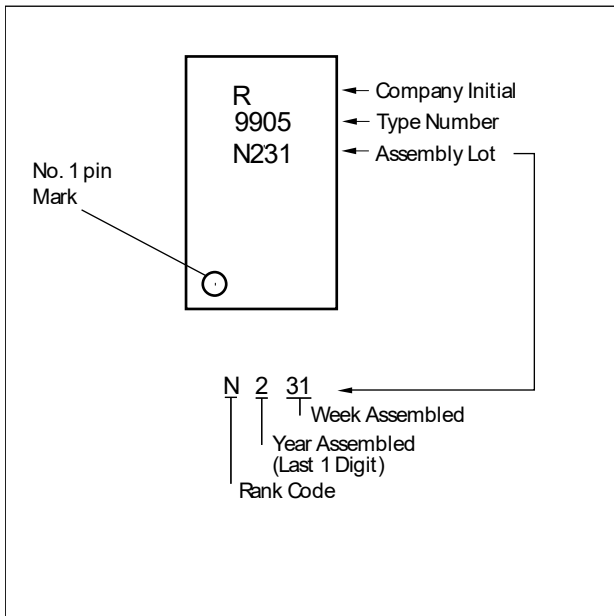 R
9905
N231
Company Initial
Type Number
Assembly Lot
No. 1 pin
Mark
N 2 31
Week Assembled
Year Assembled
(Last 1 Digit)
Rank Code